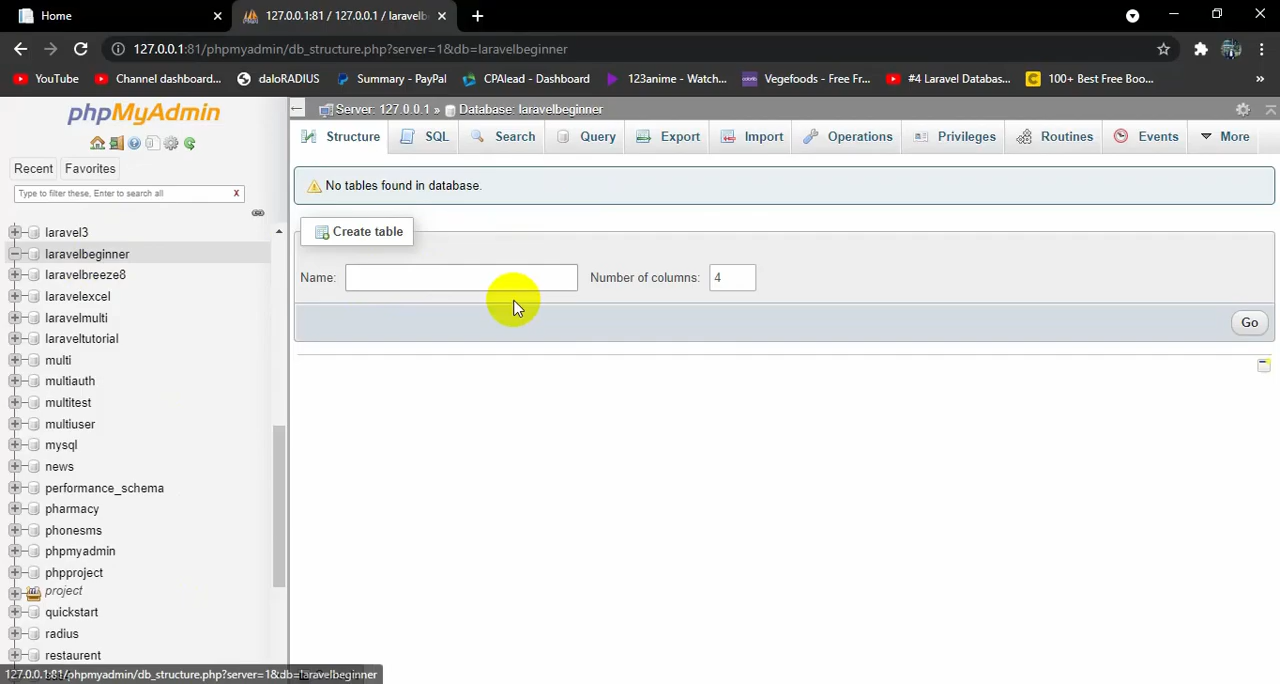 Home
127.0.0.1:81 / 127.0.0.1 / laravelb
127.0.0.1:81/phpmyadmin/db_structure.php?server=1&db=laravelbeginner
YouTube
Channel dashboard...
daloRADIUS
Summary - PayPal
CPAlead - Dashboard
123anime - Watch...
Vegefoods - Free Fr...
#4 Laravel Databas...
100+ Best Free Boo...
»
phpMyAdmin
Recent
Favorites
Type to filter these, Enter to search all
X
laravel3
laravelbeginner
laravelbreeze8
laravelexcel
laravelmulti
laraveltutorial
multi
multiauth
multitest
multiuser
mysql
news
performance_schema
pharmacy
phonesms
phpmyadmin
phpproject
project
quickstart
radius
restaurent
Server: 127.0.0.1 » Database: laravelbeginner
Structure
SQL
Search
Query
Export
Import
Operations
Privileges
Routines
Events
More
No tables found in database.
Create table
Name:
Number of columns: 4
Go
127.0.0.1:81/phpmyadmin/db_structure.php?server=1&db=laravelbeginner